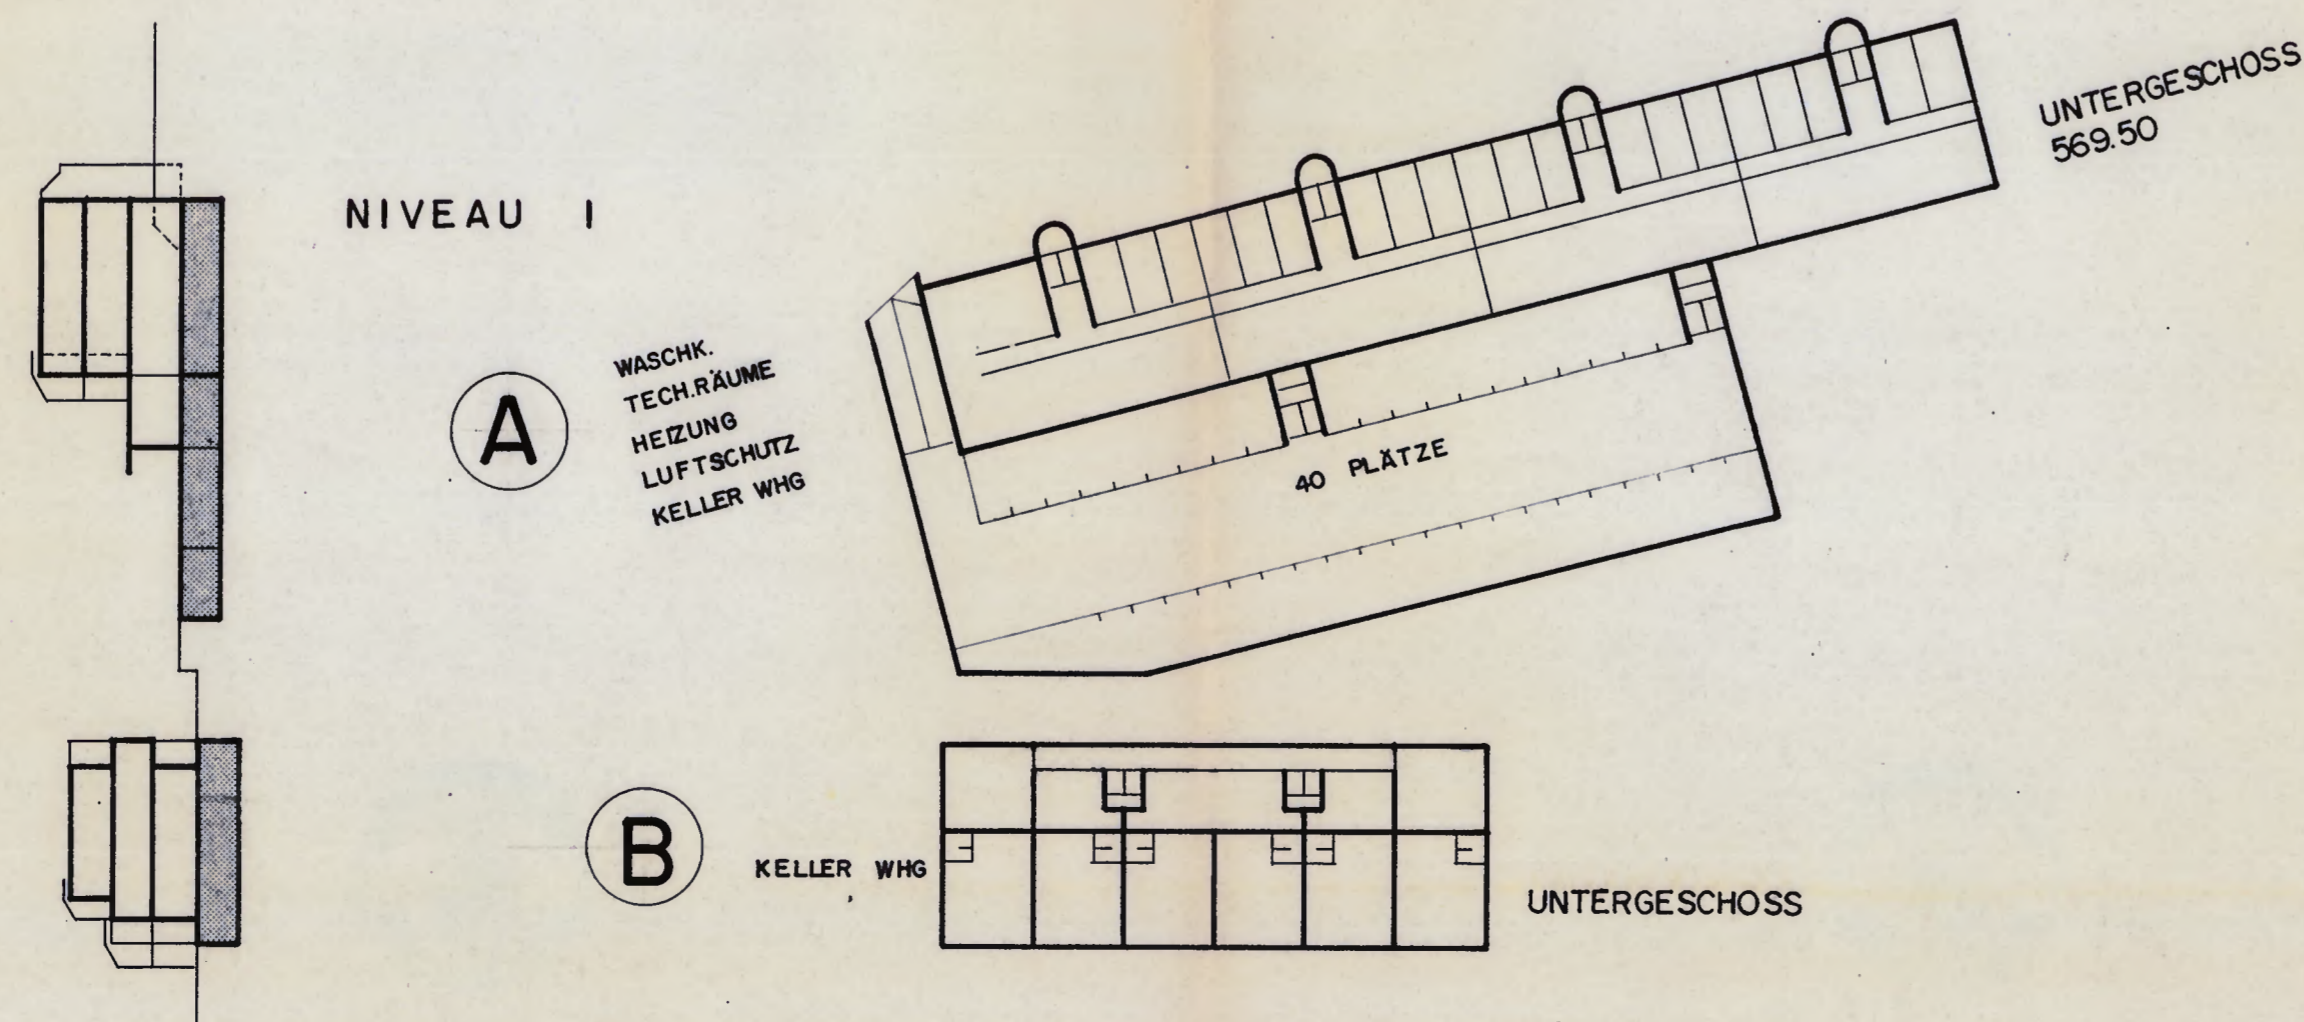 NIVEAU I
UNTERGESCHOSS
569.50
A
WASCHK.
TECH.RÄUME
HEIZUNG
LUFTSCHUTZ
KELLER WHG
40 PLÄTZE
B
KELLER WHG
UNTERGESCHOSS